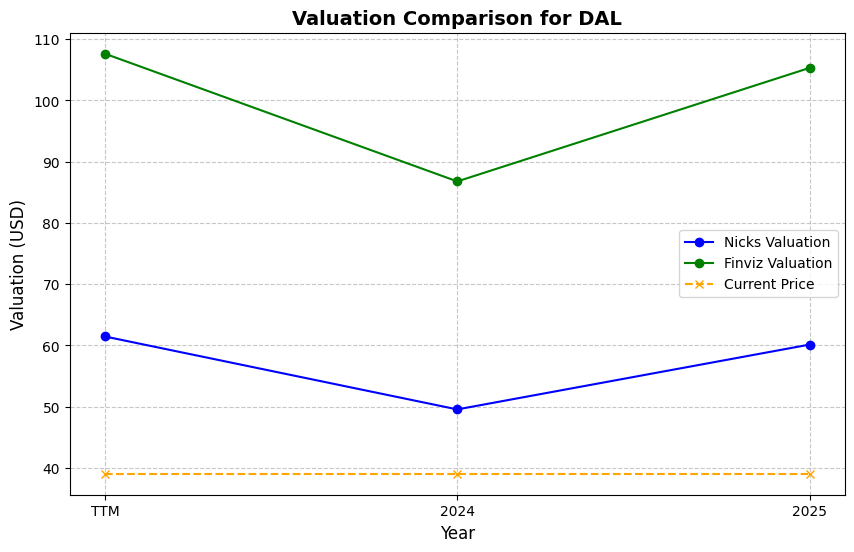 Valuation Comparison for DAL
110
100
90
80
70
60
50
40
Valuation (USD)
Nicks Valuation
Finviz Valuation
Current Price
TTM
2024
2025
Year